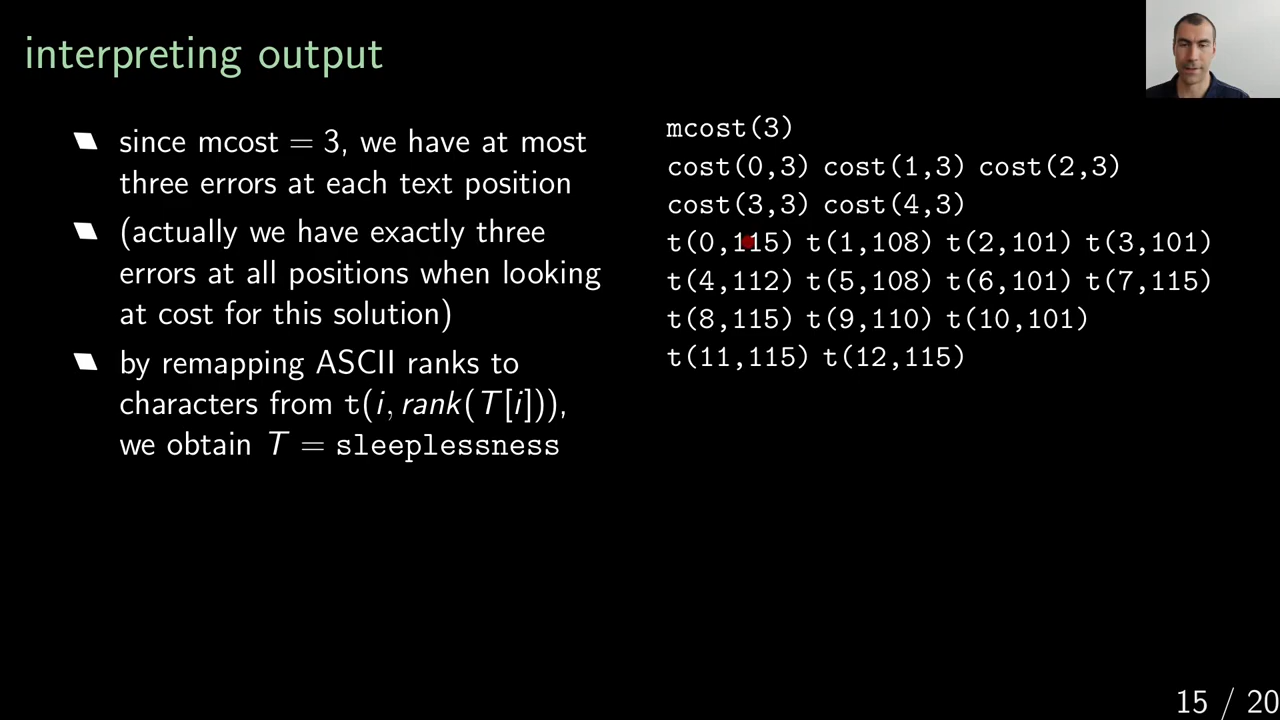 interpreting output
since mcost = 3, we have at most
three errors at each text position
(actually we have exactly three
errors at all positions when looking
at cost for this solution)
by remapping ASCII ranks to
characters from t(i, rank(T[i])),
we obtain T = sleeplessness
mcost(3)
cost(0,3) cost(1,3) cost(2,3)
cost(3,3) cost(4,3)
t(0,115) t(1,108) t(2,101) t(3,101)
t(4,112) t(5,108) t(6,101) t(7,115)
t(8,115) t(9,110) t(10,101)
t(11,115) t(12,115)
15 / 20